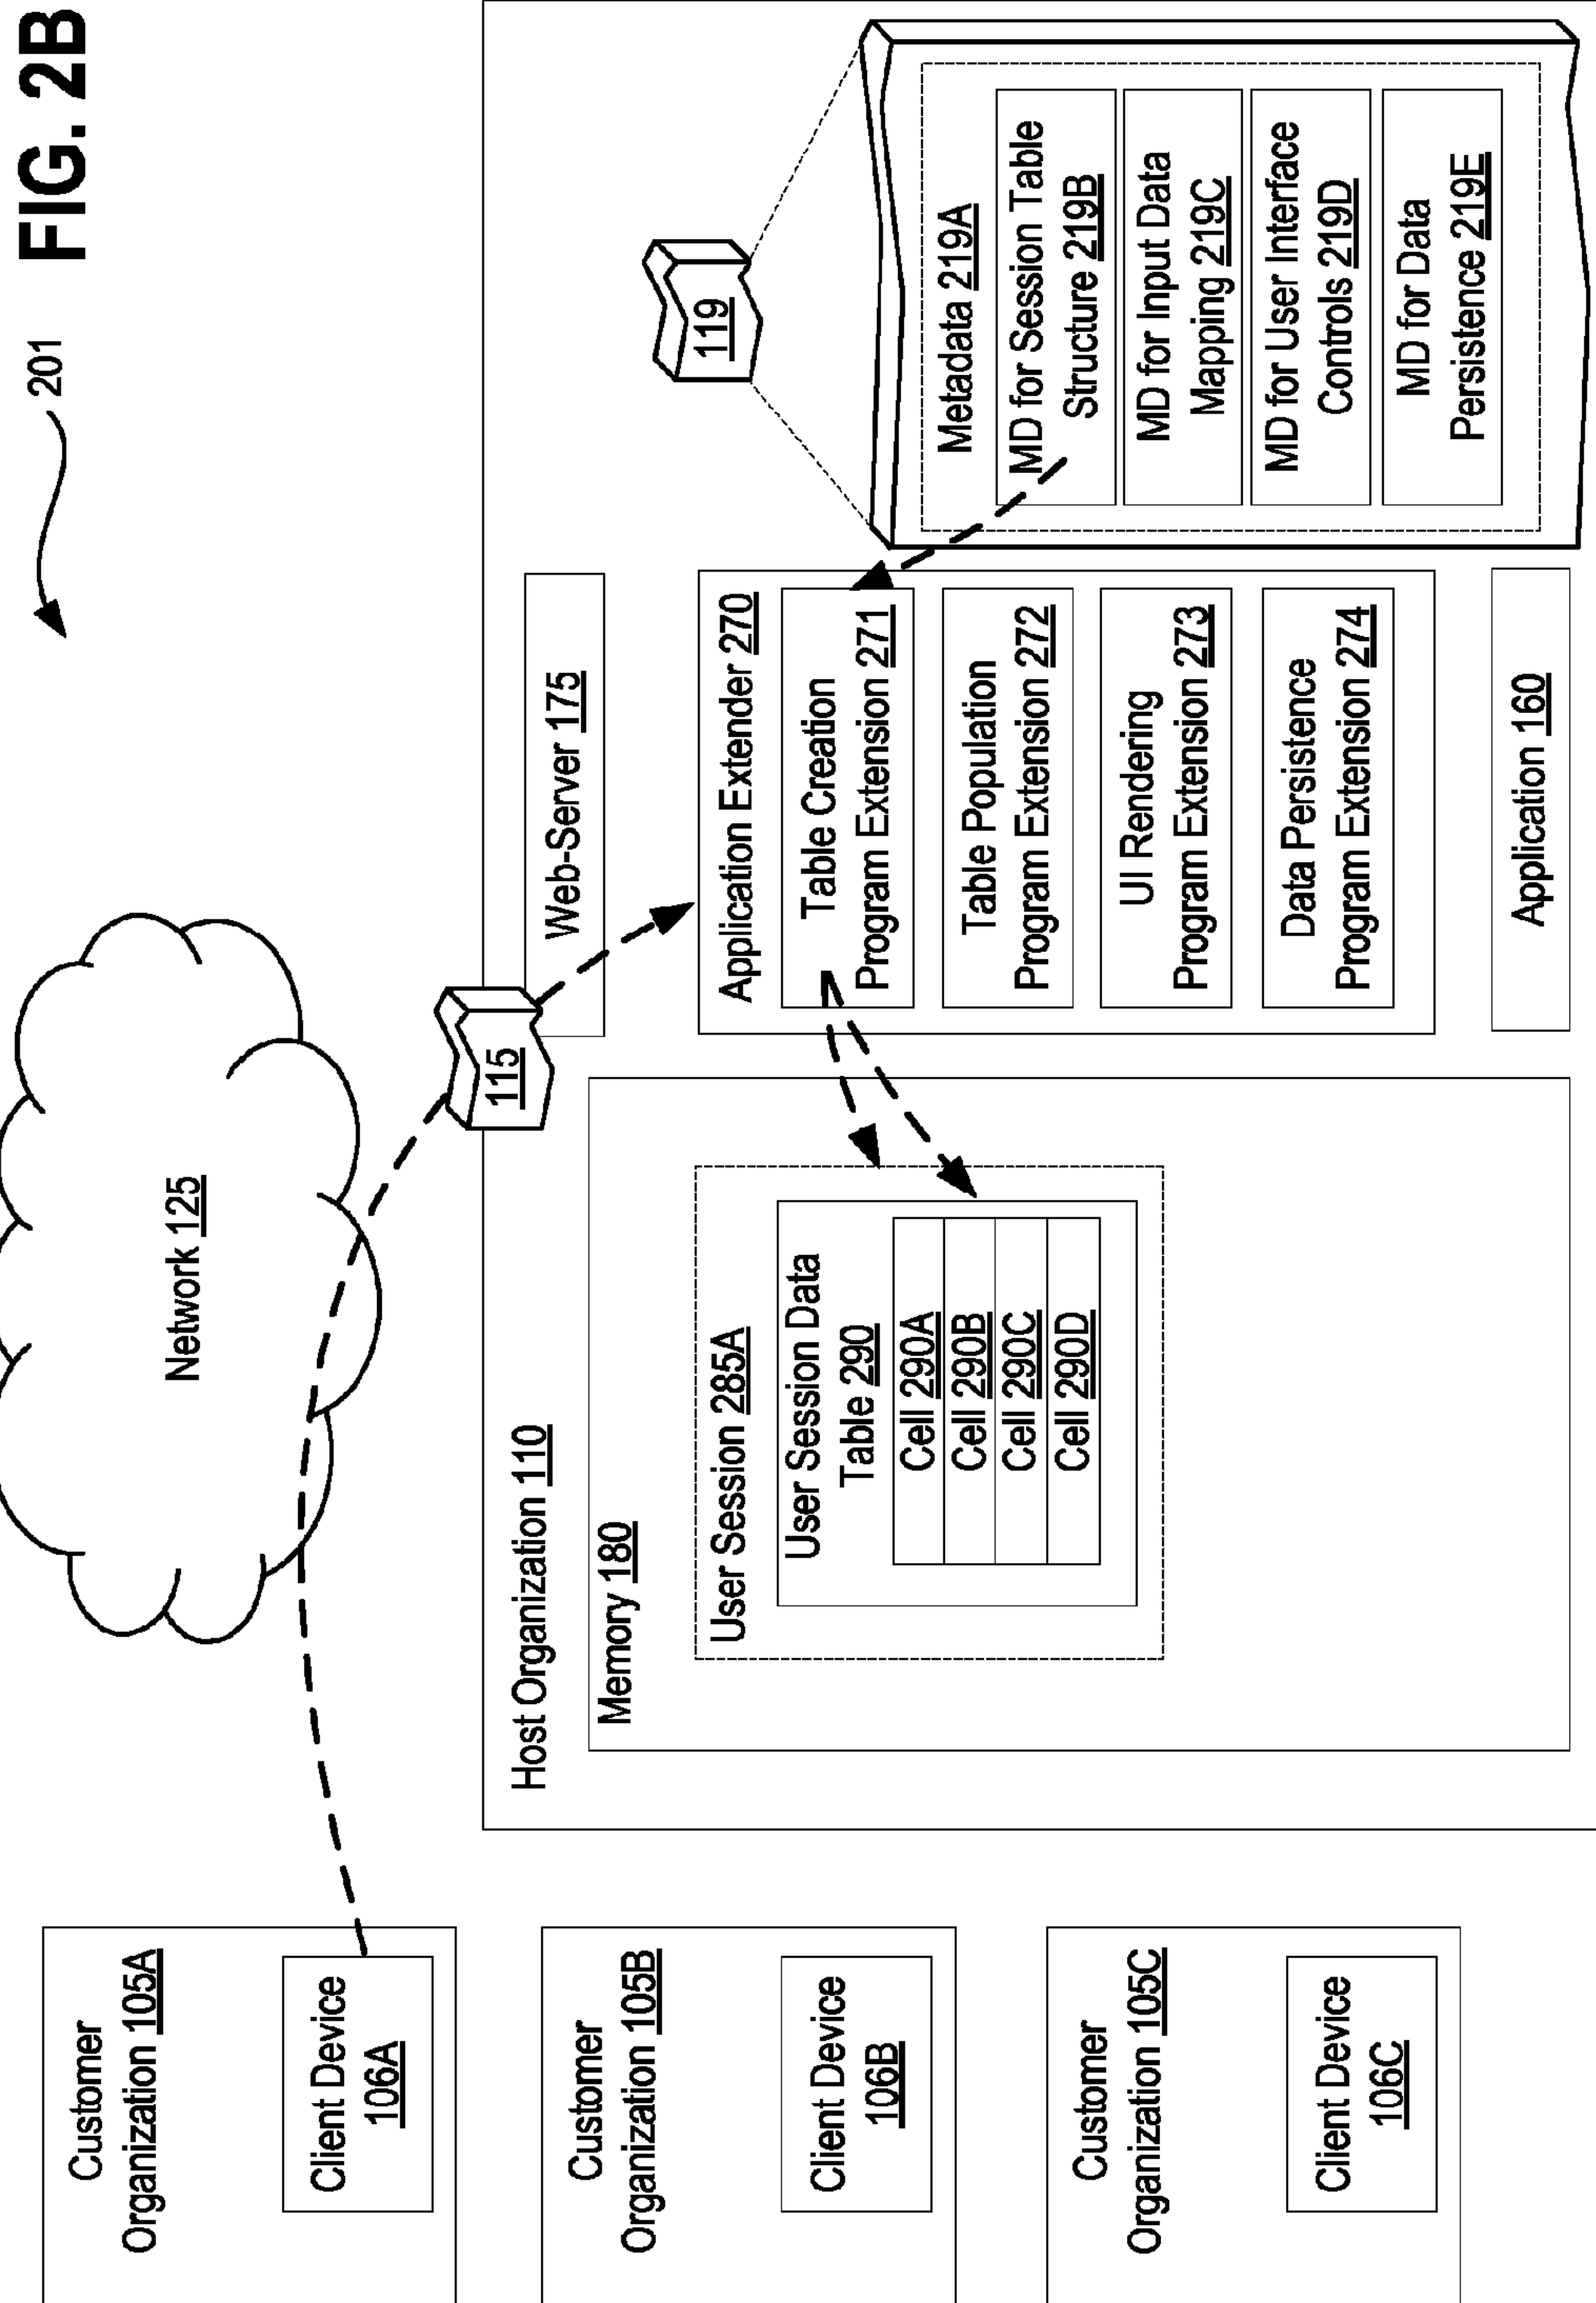 Customer
Organization 105A
Client Device
106A
Customer
Organization 105B
Client Device
106B
Customer
Organization 105C
Client Device
106C
Network 125
201
FIG. 2B
Host Organization 110
115
Web-Server 175
Memory 180
User Session 285A
User Session Data
Table 290
Cell 290A
Cell 290B
Cell 290C
Cell 290D
Application Extender 270
Table Creation
Program Extension 271
Table Population
Program Extension 272
UI Rendering
Program Extension 273
Data Persistence
Program Extension 274
Application 160
119
Metadata 219A
MD for Session Table
Structure 219B
MD for Input Data
Mapping 219C
MD for User Interface
Controls 219D
MD for Data
Persistence 219E